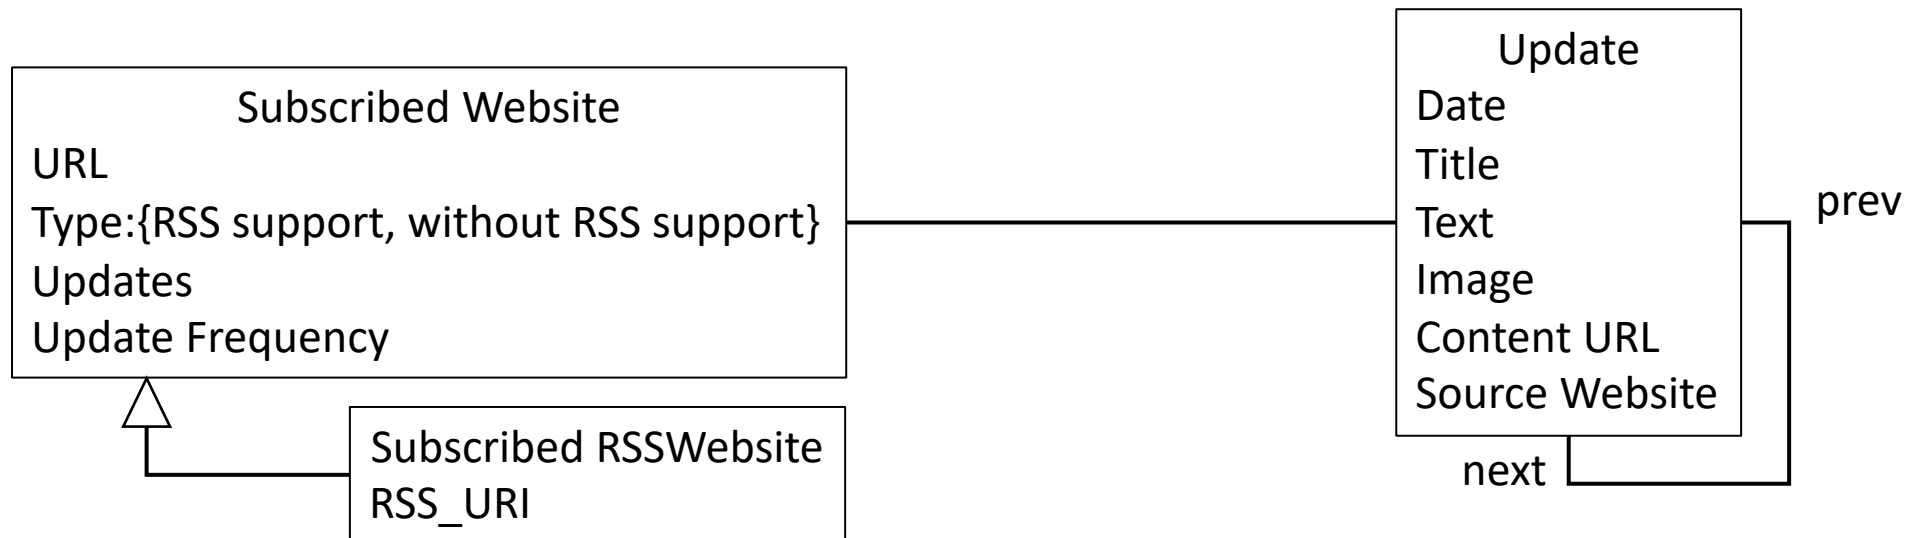 Subscribed Website
URL
Type:{RSS support, without RSS support}
Updates
Update Frequency
Subscribed RSSWebsite
RSS_URI
Update
Date
Title
Text
Image
Content URL
Source Website
prev
next